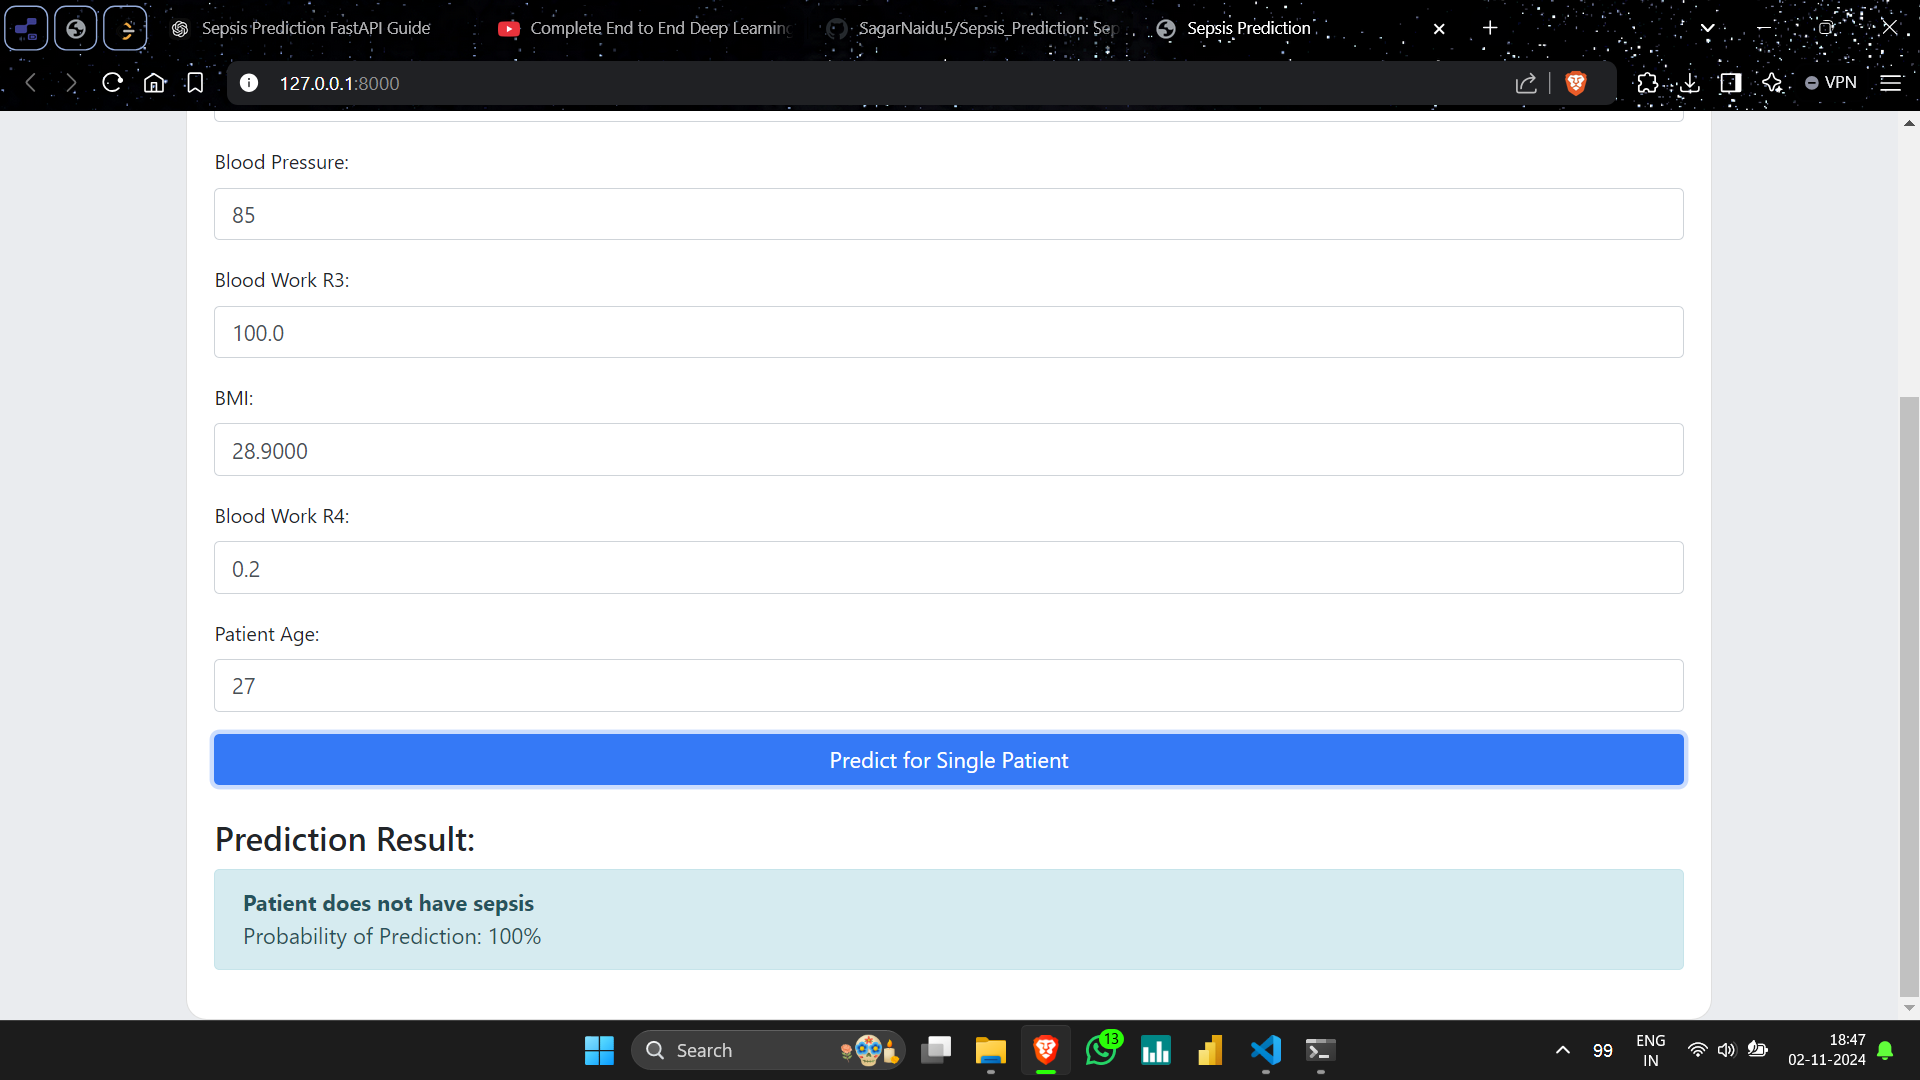 Sepsis Prediction FastAPI Guide
Complete End to End Deep Learning
SagarNaidu5/Sepsis_Prediction: Sep
Sepsis Prediction
127.0.0.1:8000
VPN
Blood Pressure:
85
Blood Work R3:
100.0
BMI:
28.9000
Blood Work R4:
0.2
Patient Age:
27
Predict for Single Patient
Prediction Result:
Patient does not have sepsis
Probability of Prediction: 100%
Search
13
99
ENG
IN
18:47
02-11-2024